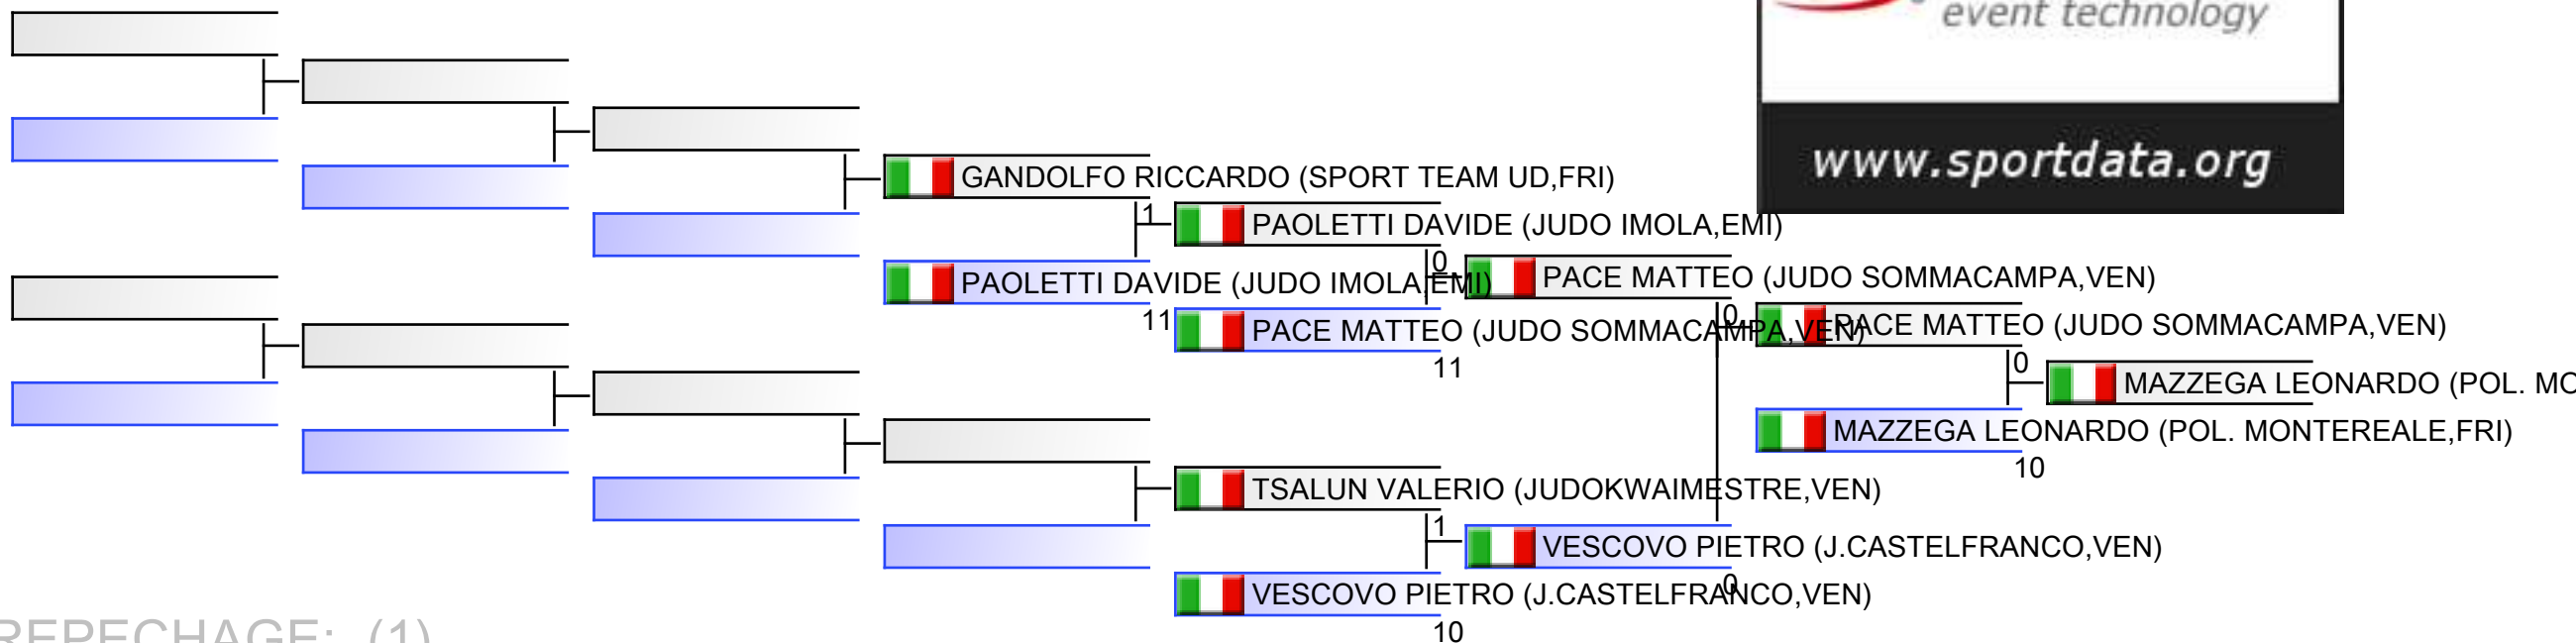 event technology
www.sportdata.org
GANDOLFO RICCARDO (SPORT TEAM UD,FRI)
1
PAOLETTI DAVIDE (JUDO IMOLA,EMI)
0
PAOLETTI DAVIDE (JUDO IMOLA,EMI)
11
PACE MATTEO (JUDO SOMMACAMPA,VEN)
PACE MATTEO (JUDO SOMMACAMPA,VEN)
11
0
PACE MATTEO (JUDO SOMMACAMPA,VEN)
0
MAZZEGA LEONARDO (POL. MO
MAZZEGA LEONARDO (POL. MONTEREALE,FRI)
10
TSALUN VALERIO (JUDOKWAIMESTRE,VEN)
1
VESCOVO PIETRO (J.CASTELFRANCO,VEN)
0
VESCOVO PIETRO (J.CASTELFRANCO,VEN)
10
REPECHAGE: (1)